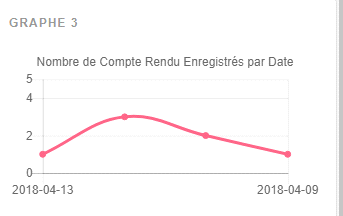 GRAPHE 3
Nombre de Compte Rendu Enregistrés par Date
5
4
2
0
2018-04-13 2018-04-09